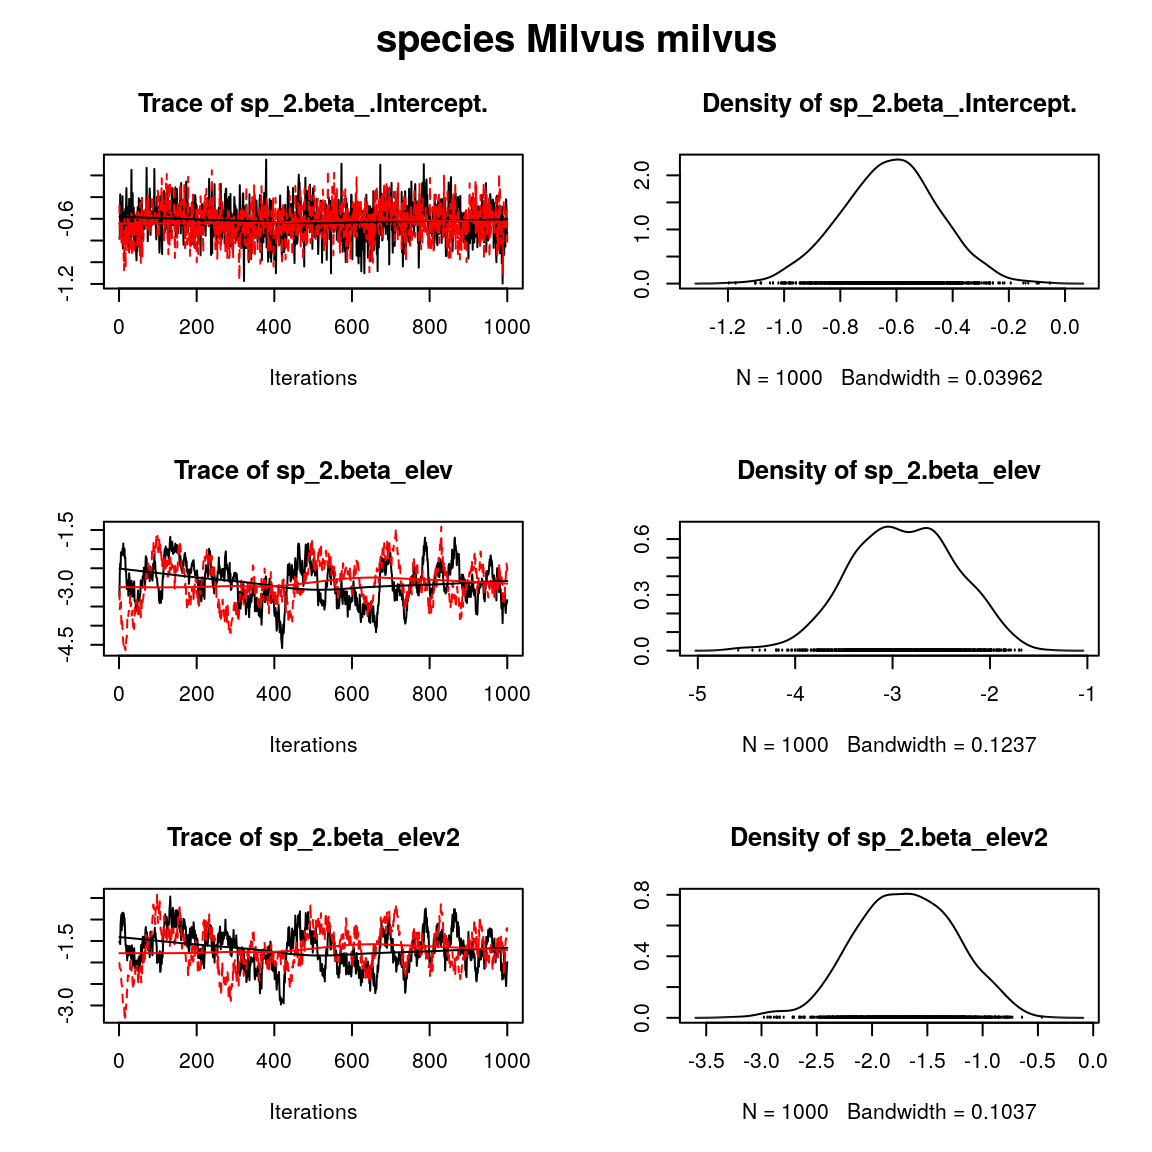 species Milvus milvus
Trace of sp_2.beta_.Intercept.
-0.6
-1.2
0 200 400 600 800 1000
Iterations
Density of sp_2.beta_.Intercept.
2.0
1.0
0.0
-1.2 -1.0 -0.8 -0.6 -0.4 -0.2 0.0
N = 1000 Bandwidth = 0.03962
Trace of sp_2.beta_elev
-1.5
-3.0
-4.5
0 200 400 600 800 1000
Iterations
Density of sp_2.beta_elev
0.6
0.3
0.0
-5 -4 -3 -2 -1
N = 1000 Bandwidth = 0.1237
Trace of sp_2.beta_elev2
-1.5
-3.0
0 200 400 600 800 1000
Iterations
Density of sp_2.beta_elev2
0.8
0.4
0.0
-3.5 -3.0 -2.5 -2.0 -1.5 -1.0 -0.5 0.0
N = 1000 Bandwidth = 0.1037